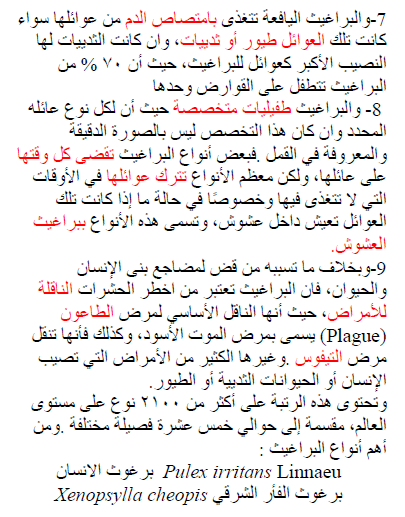 7-والبراغيث اليافعة تتغذى بامتصاص الدم من عوائلها سواء
كانت تلك العوائل طيور أو ثدييات، وان كانت الثدييات لها
النصيب الأكبر كعوائل للبراغيث، حيث أن ٧٠ % من
البراغيث تتطفل على القوارض وحدها
8- والبراغيث طفيليات متخصصة حيث أن لكل نوع عائله
المحدد وان كان هذا التخصص ليس بالصورة الدقيقة
والمعروفة في القمل .فبعض أنواع البراغيث تقضى كل وقتها
على عائلها، ولكن معظم الأنواع تترك عوائلها في الأوقات
التي لا تتغذى فيها وخصوصًا في حالة ما إذا كانت تلك
العوائل تعيش داخل عشوش، وتسمى هذه الأنواع ببراغيث
العشوش.
9-وبخلاف ما تسببه من قض لمضاجع بنى الإنسان
والحيوان، فان البراغيث تعتبر من اخطر الحشرات الناقلة
للأمراض، حيث أنها الناقل الأساسي لمرض الطاعون
(Plague) يسمى بمرض الموت الأسود، وكذلك فأنها تنقل
مرض التيفوس .وغيرها الكثير من الأمراض التي تصيب
الإنسان أو الحيوانات الثديية أو الطيور.
وتحتوى هذه الرتبة على أكثر من ٢١٠٠ نوع على مستوى
العالم، مقسمة إلى حوالي خمس عشرة فصيلة مختلفة .ومن
أهم أنواع البراغيث :
برغوث الانسان Pulex irritans Linnaeu
برغوث الفأر الشرقي Xenopsylla cheopis